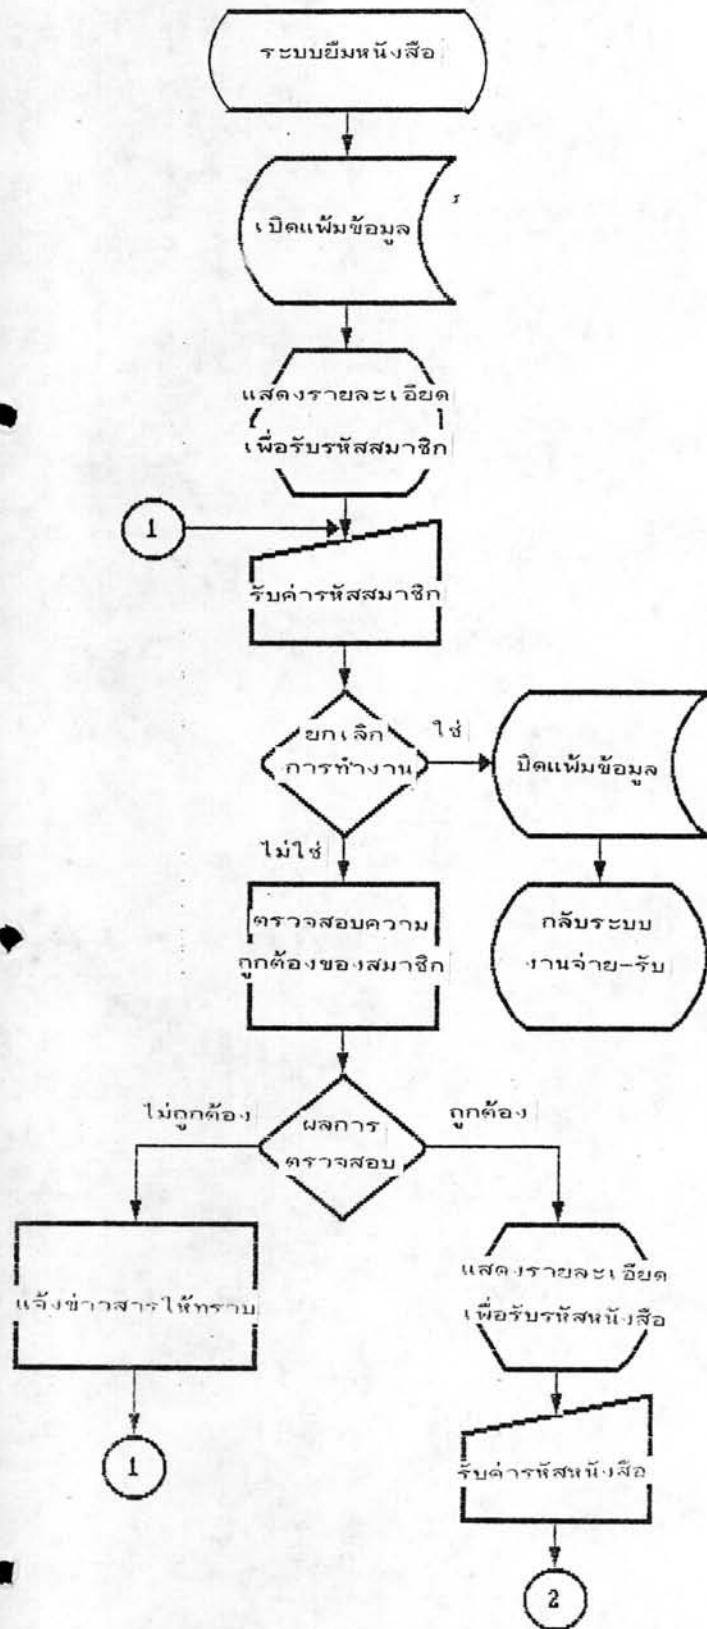 ระบบยืมหนังสือ
เปิดแฟ้มข้อมูล
แสดงรายละเอียด
เพื่อรับรหัสสมาชิก
1
รับค่ารหัสสมาชิก
ยกเลิก
การทำงาน
ใช่
ปิดแฟ้มข้อมูล
ไม่ใช่
ตรวจสอบความ
ถูกต้องของสมาชิก
กลับระบบ
งานจ่าย-รับ
ไม่ถูกต้อง
ผลการ
ตรวจสอบ
ถูกต้อง
แจ้งข่าวสารให้ทราบ
แสดงรายละเอียด
เพื่อรับรหัสหนังสือ
1
รับค่ารหัสหนังสือ
2